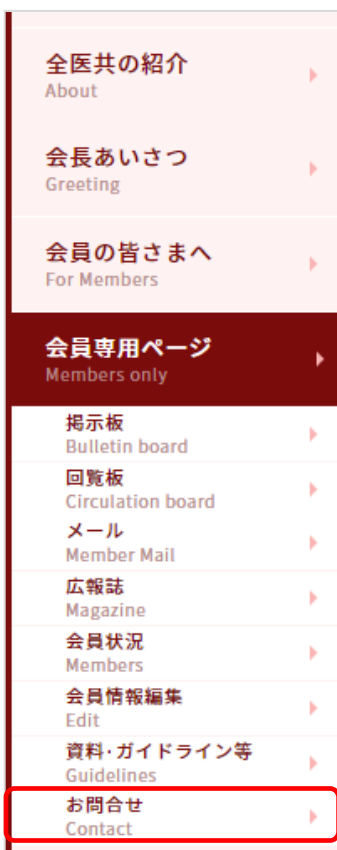 全医共の紹介
About
会長あいさつ
Greeting
会員の皆さまへ
For Members
会員専用ページ
Members only
掲示板
Bulletin board
回覧板
Circulation board
メール
Member Mail
広報誌
Magazine
会員状況
Members
会員情報編集
Edit
資料･ガイドライン等
Guidelines
お問合せ
Contact